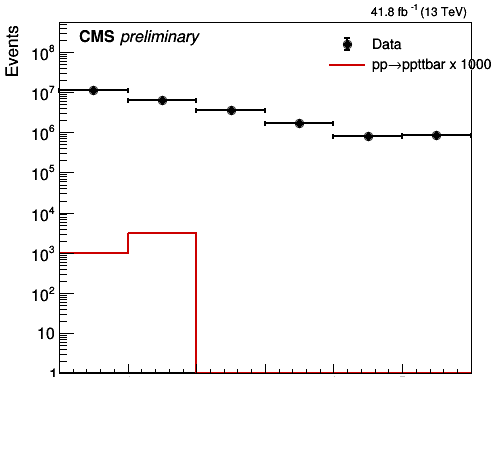 41.8 fb⁻¹ (13 TeV)
Events
CMS preliminary
Data
pp→ppttbar x 1000
10⁸
10⁷
10⁶
10⁵
10⁴
10³
10²
10
1